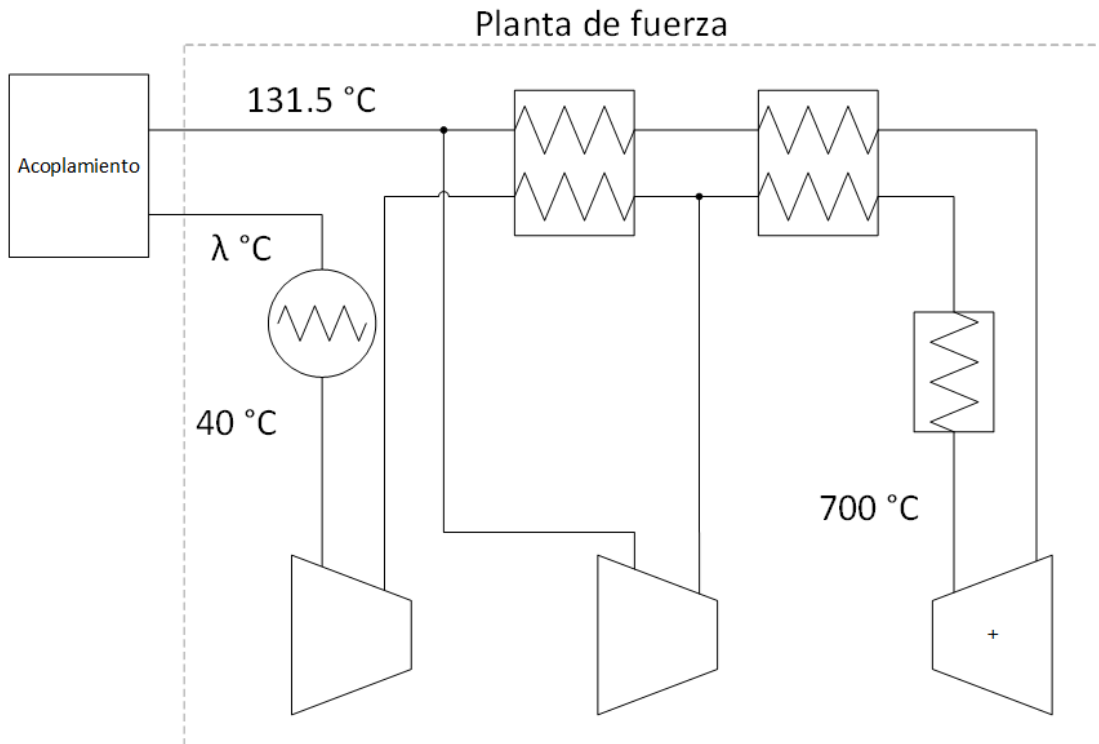 Planta de fuerza
131.5 °C
Acoplamiento
λ °C
40 °C
700 °C
+